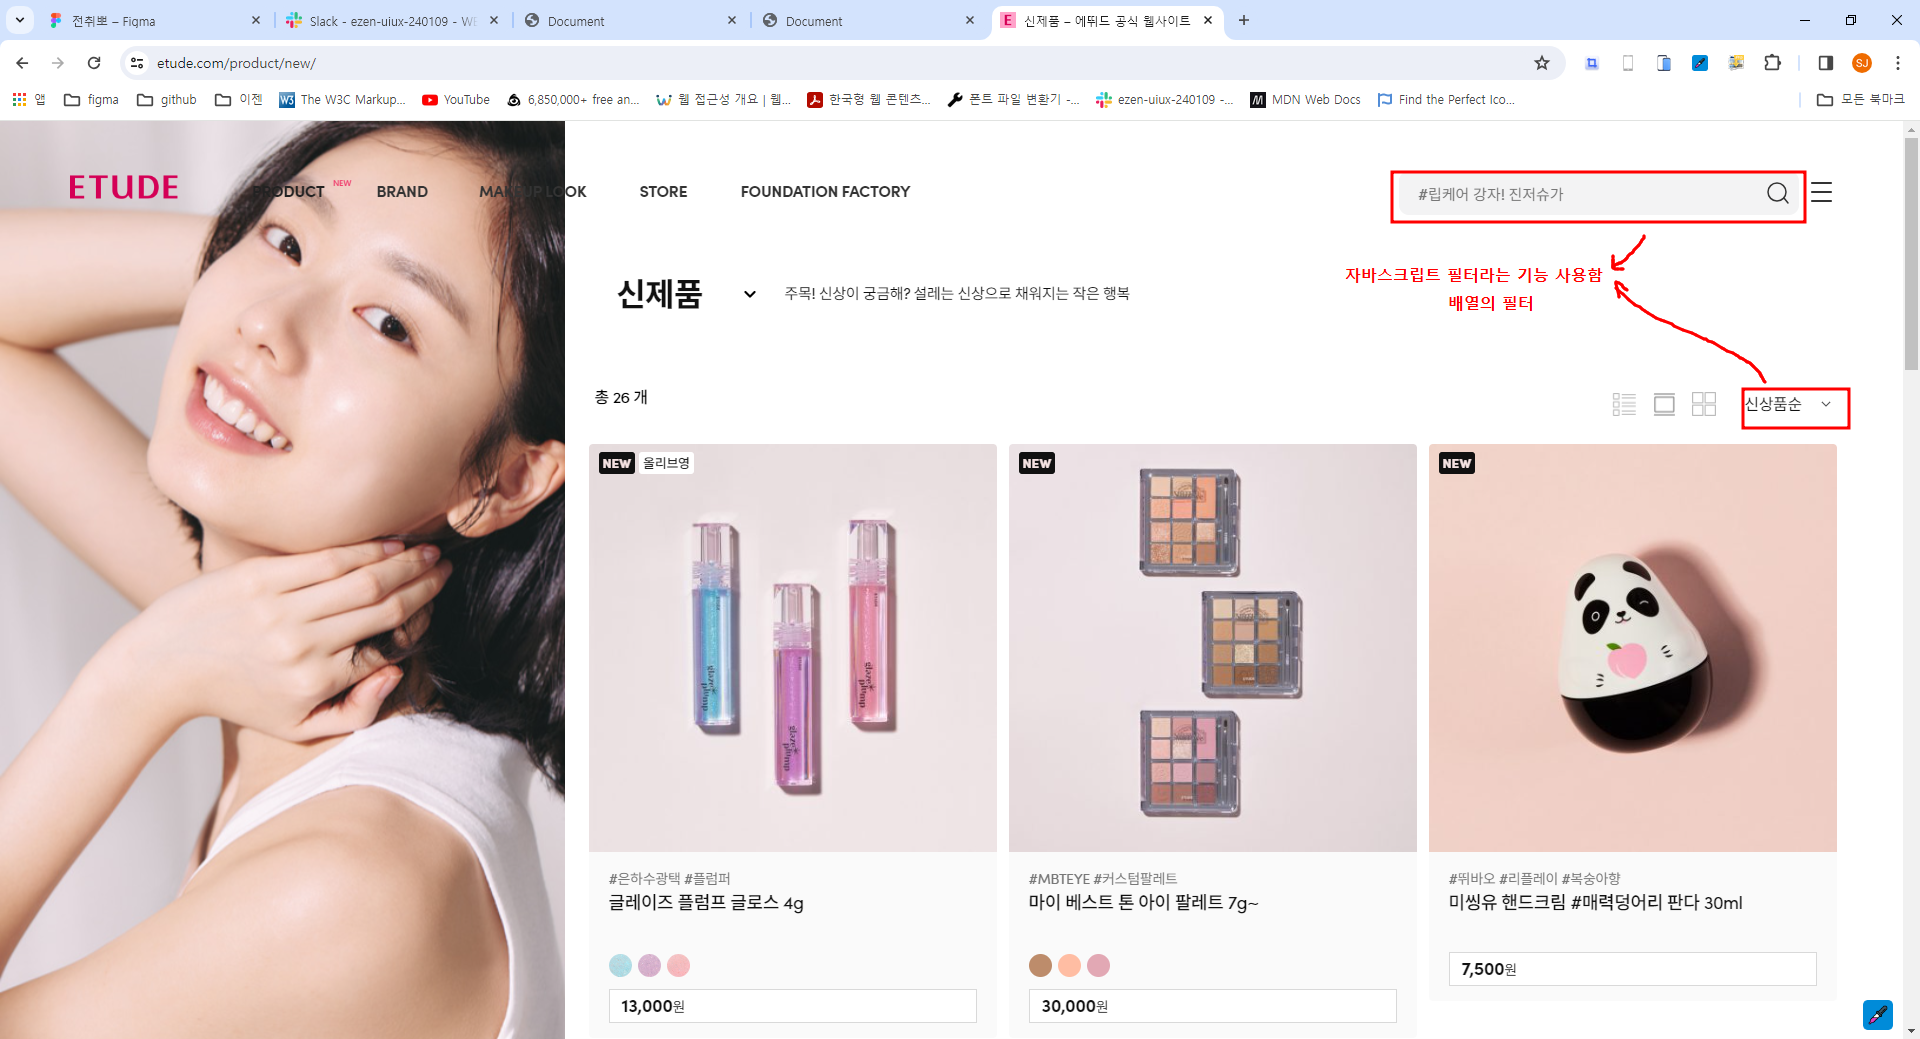 전취뽀 – Figma
Slack - ezen-uiux-240109 - WE
Document
Document
신제품 – 에뛰드 공식 웹사이트
etude.com/product/new/
앱
figma
github
이젠
The W3C Markup...
YouTube
6,850,000+ free an...
웹 접근성 개요 | 웹...
한국형 웹 콘텐츠...
폰트 파일 변환기 -...
ezen-uiux-240109 -...
MDN Web Docs
Find the Perfect Ico...
모든 북마크
SJ
ETUDE
PRODUCT
NEW
BRAND
MAKEUP LOOK
STORE
FOUNDATION FACTORY
#립케어 강자! 진저슈가
자바스크립트 필터라는 기능 사용함
배열의 필터
신제품
주목! 신상이 궁금해? 설레는 신상으로 채워지는 작은 행복
총 26 개
신상품순
NEW
올리브영
NEW
NEW
glaze plump
glaze plump
glaze plump
#은하수광택 #플럼퍼
글레이즈 플럼프 글로스 4g
13,000원
#MBTEYE #커스텀팔레트
마이 베스트 톤 아이 팔레트 7g~
30,000원
#뛰바오 #리플레이 #복숭아향
미씽유 핸드크림 #매력덩어리 판다 30ml
7,500원